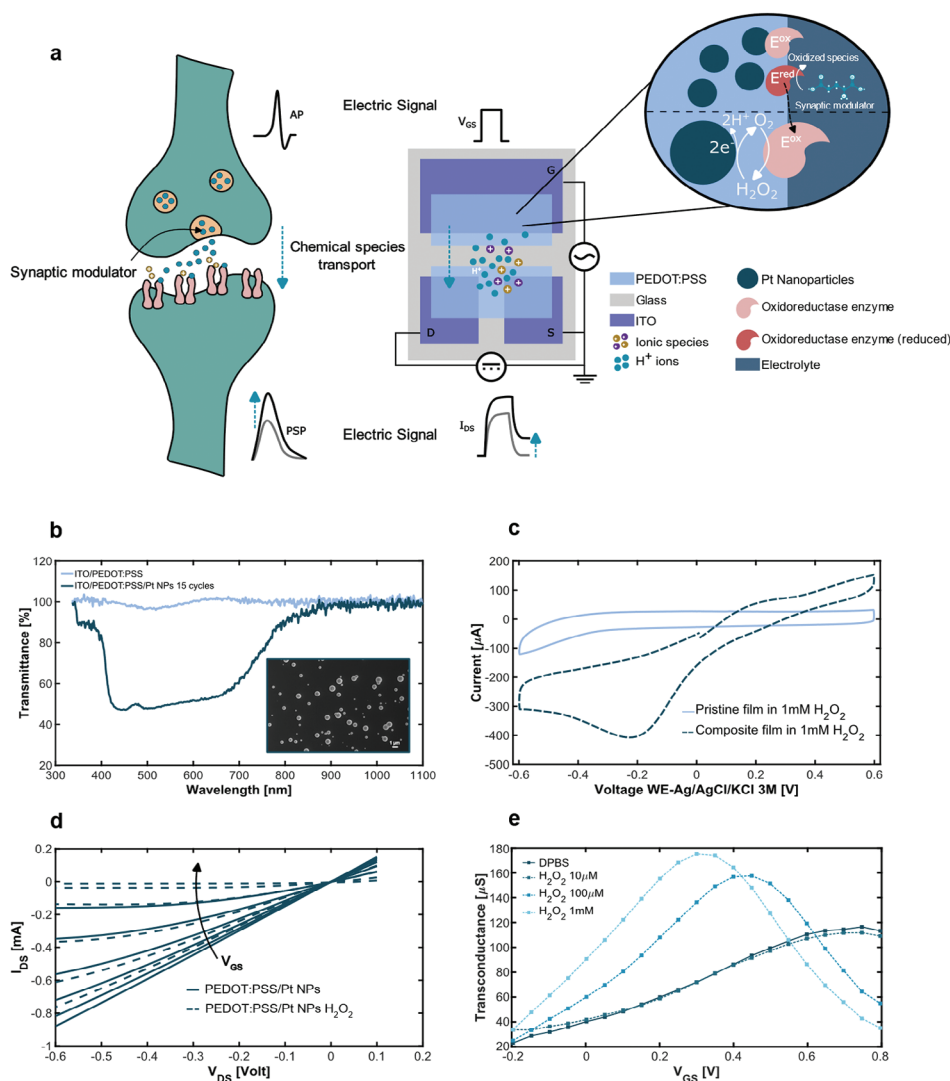 a
AP
Electric Signal
V_GS
G
Synaptic modulator
Chemical species
transport
H⁺
D
S
PSP
Electric Signal
I_DS
E^ox
Oxidized species
E^red
Synaptic modulator
2H⁺ O₂
2e⁻
E^ox
H₂O₂
PEDOT:PSS
Glass
ITO
Ionic species
H⁺ ions
Pt Nanoparticles
Oxidoreductase enzyme
Oxidoreductase enzyme (reduced)
Electrolyte
b
120
100
80
60
40
20
Transmittance [%]
ITO/PEDOT:PSS
ITO/PEDOT:PSS/Pt NPs 15 cycles
1 µm
300 400 500 600 700 800 900 1000 1100
Wavelength [nm]
c
200
100
0
-100
-200
-300
-400
-500
Current [µA]
Pristine film in 1mM H₂O₂
Composite film in 1mM H₂O₂
-0.6 -0.4 -0.2 0 0.2 0.4 0.6
Voltage WE-Ag/AgCl/KCl 3M [V]
d
0.2
0
-0.2
-0.4
-0.6
-0.8
-1
I_DS [mA]
V_GS
PEDOT:PSS/Pt NPs
PEDOT:PSS/Pt NPs H₂O₂
-0.6 -0.5 -0.4 -0.3 -0.2 -0.1 0 0.1 0.2
V_DS [Volt]
e
180
160
140
120
100
80
60
40
20
Transconductance [µS]
DPBS
H₂O₂ 10µM
H₂O₂ 100µM
H₂O₂ 1mM
-0.2 0 0.2 0.4 0.6 0.8
V_GS [V]